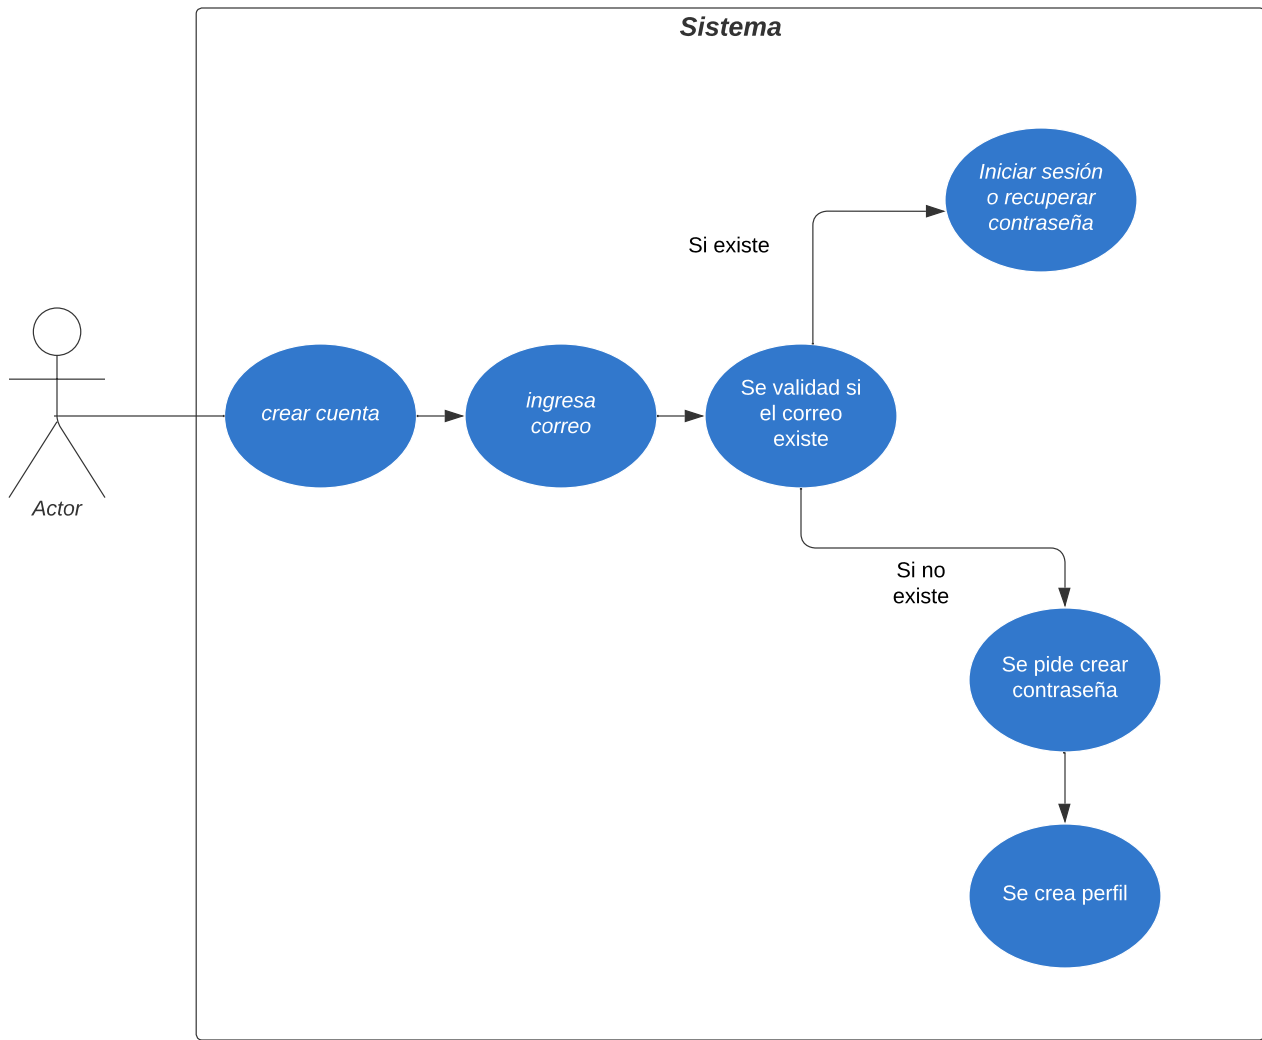 Sistema
Iniciar sesión
o recuperar
contraseña
Si existe
crear cuenta
ingresa
correo
Se validad si
el correo
existe
Actor
Si no
existe
Se pide crear
contraseña
Se crea perfil